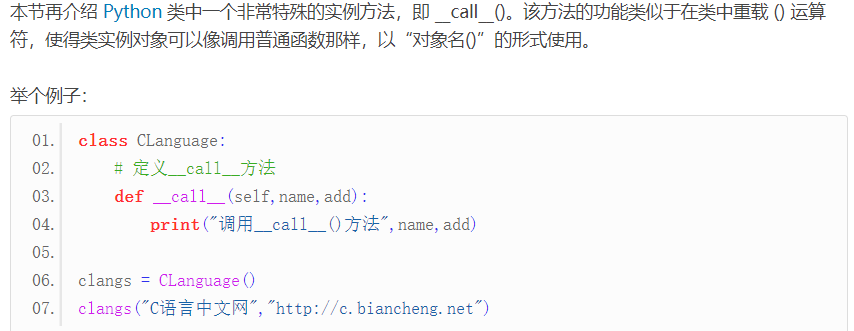 本节再介绍 Python 类中一个非常特殊的实例方法，即 __call__()。该方法的功能类似于在类中重载 () 运算
符，使得类实例对象可以像调用普通函数那样，以“对象名()”的形式使用。
举个例子：
01. class CLanguage:
02.     # 定义__call__方法
03.     def __call__(self,name,add):
04.         print("调用__call__()方法",name,add)
05.
06. clangs = CLanguage()
07. clangs("C语言中文网","http://c.biancheng.net")